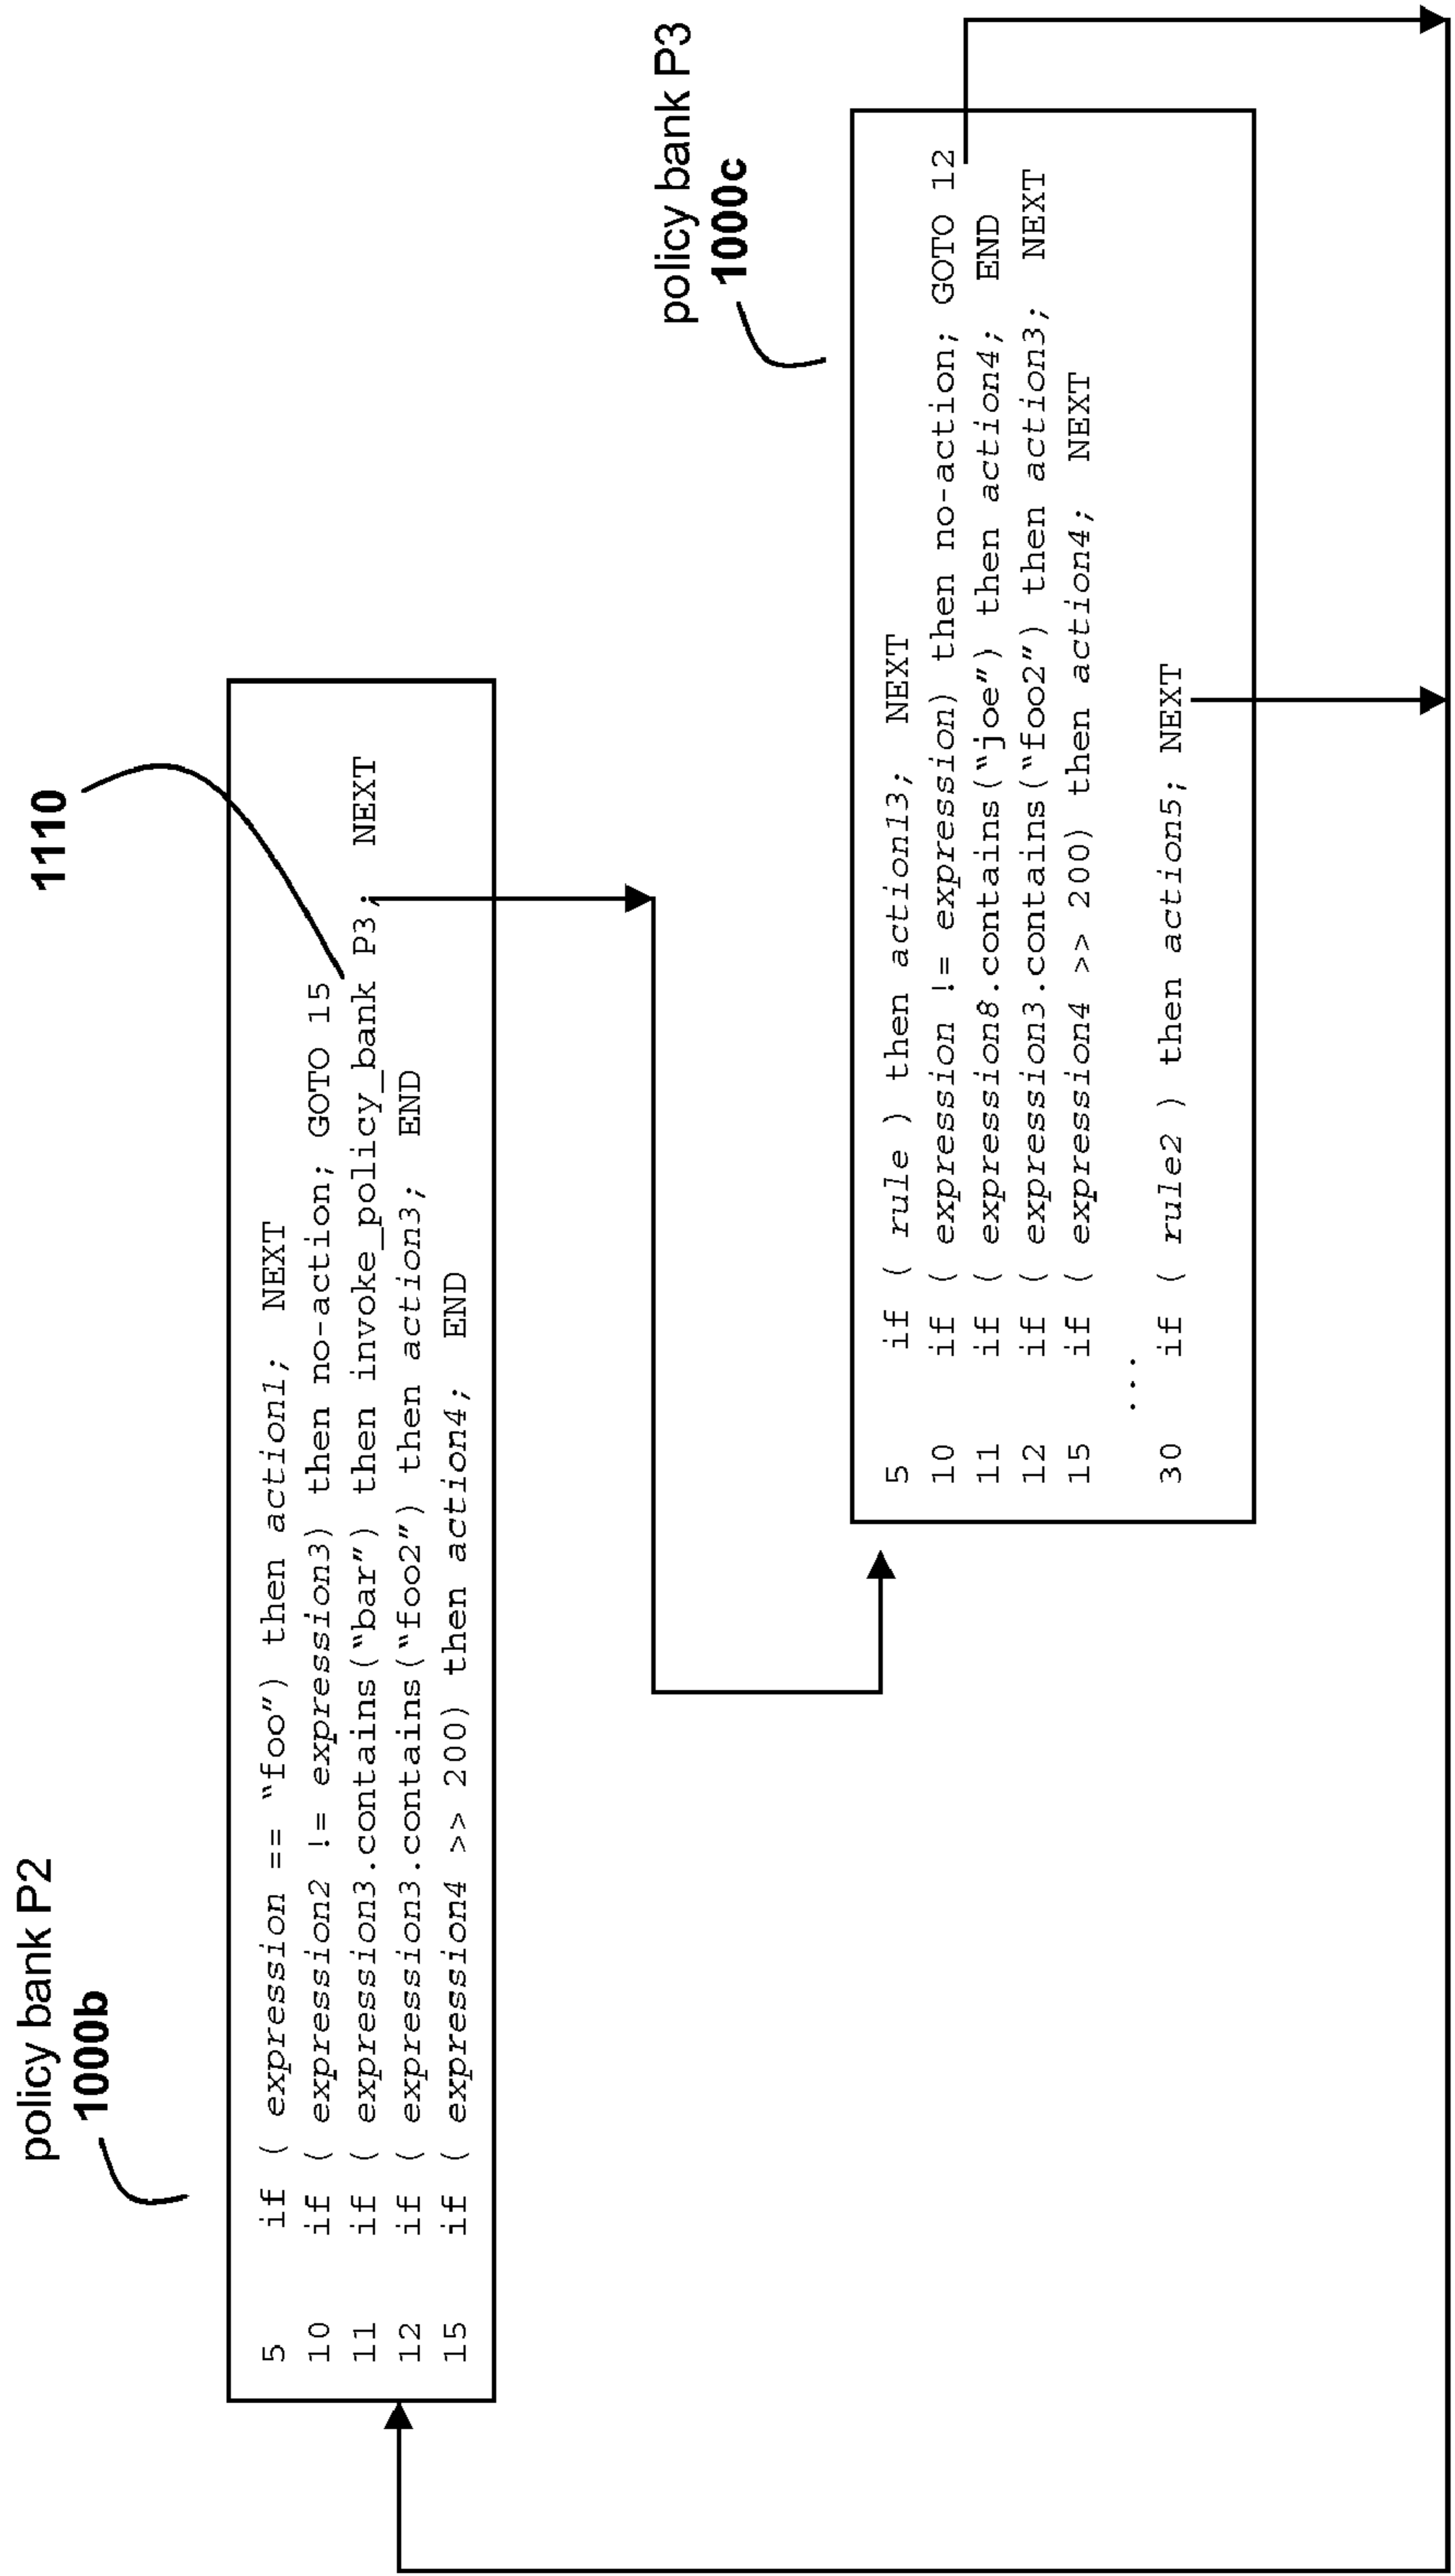 policy bank P2
1000b
1110
5 if ( expression == “foo”) then action1; NEXT
10 if ( expression2 != expression3) then no-action; GOTO 15
11 if ( expression3.contains(“bar”) then invoke_policy_bank P3; NEXT
12 if ( expression3.contains(“foo2”) then action3; END
15 if ( expression4 >> 200) then action4; END
policy bank P3
1000c
5 if ( rule ) then action13; NEXT
10 if ( expression != expression) then no-action; GOTO 12
11 if ( expression8.contains(“joe”) then action4; END
12 if ( expression3.contains(“foo2”) then action3; NEXT
15 if ( expression4 >> 200) then action4; NEXT
...
30 if ( rule2 ) then action5; NEXT